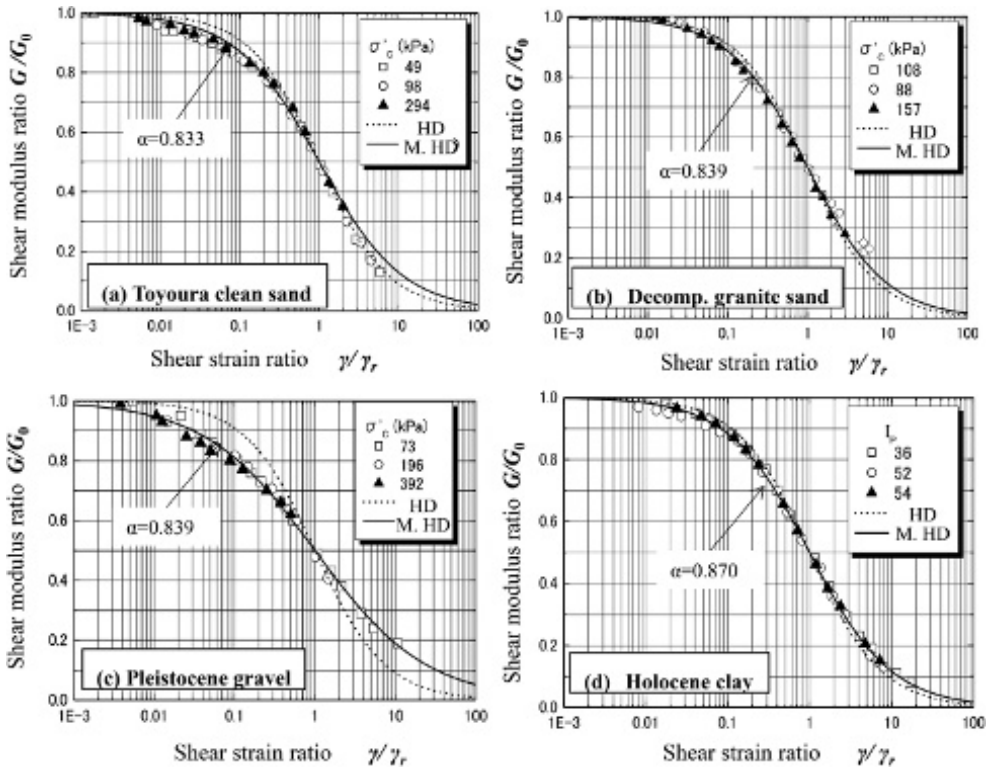 (a) Toyoura clean sand
Shear modulus ratio G/G0
1.0
0.8
0.6
0.4
0.2
0.0
1E-3
0.01
0.1
1
10
100
Shear strain ratio γ/γr
σ'c (kPa)
49
98
294
HD
M. HD
α=0.833
(b) Decomp. granite sand
Shear modulus ratio G/G0
1.0
0.8
0.6
0.4
0.2
0.0
1E-3
0.01
0.1
1
10
100
Shear strain ratio γ/γr
σ'c (kPa)
108
88
157
HD
M. HD
α=0.839
(c) Pleistocene gravel
Shear modulus ratio G/G0
1.0
0.8
0.6
0.4
0.2
0.0
1E-3
0.01
0.1
1
10
100
Shear strain ratio γ/γr
σ'c (kPa)
73
196
392
HD
M. HD
α=0.839
(d) Holocene clay
Shear modulus ratio G/G0
1.0
0.8
0.6
0.4
0.2
0.0
1E-3
0.01
0.1
1
10
100
Shear strain ratio γ/γr
Ip
36
52
54
HD
M. HD
α=0.870